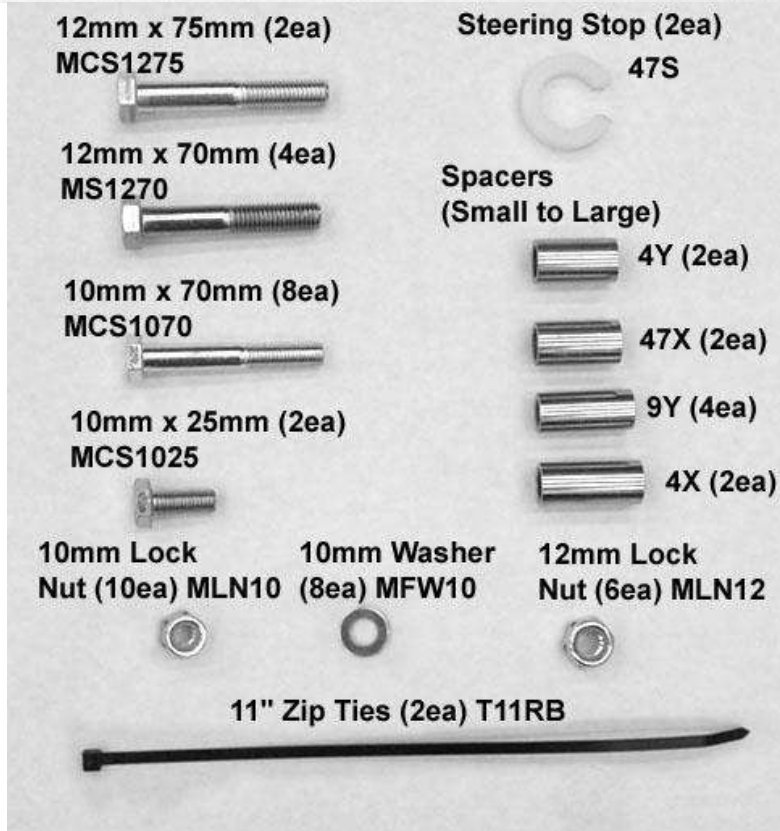 12mm x 75mm (2ea)
MCS1275
Steering Stop (2ea)
47S
12mm x 70mm (4ea)
MS1270
Spacers
(Small to Large)
4Y (2ea)
10mm x 70mm (8ea)
MCS1070
47X (2ea)
9Y (4ea)
10mm x 25mm (2ea)
MCS1025
4X (2ea)
10mm Lock
Nut (10ea) MLN10
10mm Washer
(8ea) MFW10
12mm Lock
Nut (6ea) MLN12
11" Zip Ties (2ea) T11RB